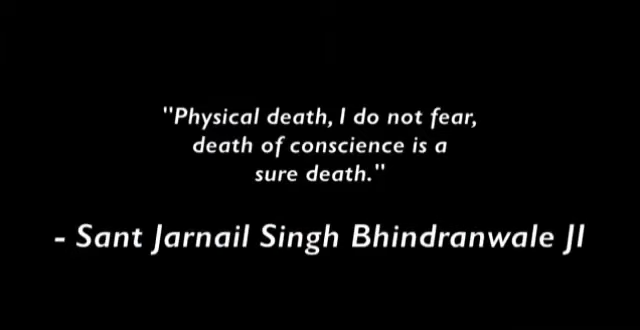 "Physical death, I do not fear,
death of conscience is a
sure death."
- Sant Jarnail Singh Bhindranwale JI